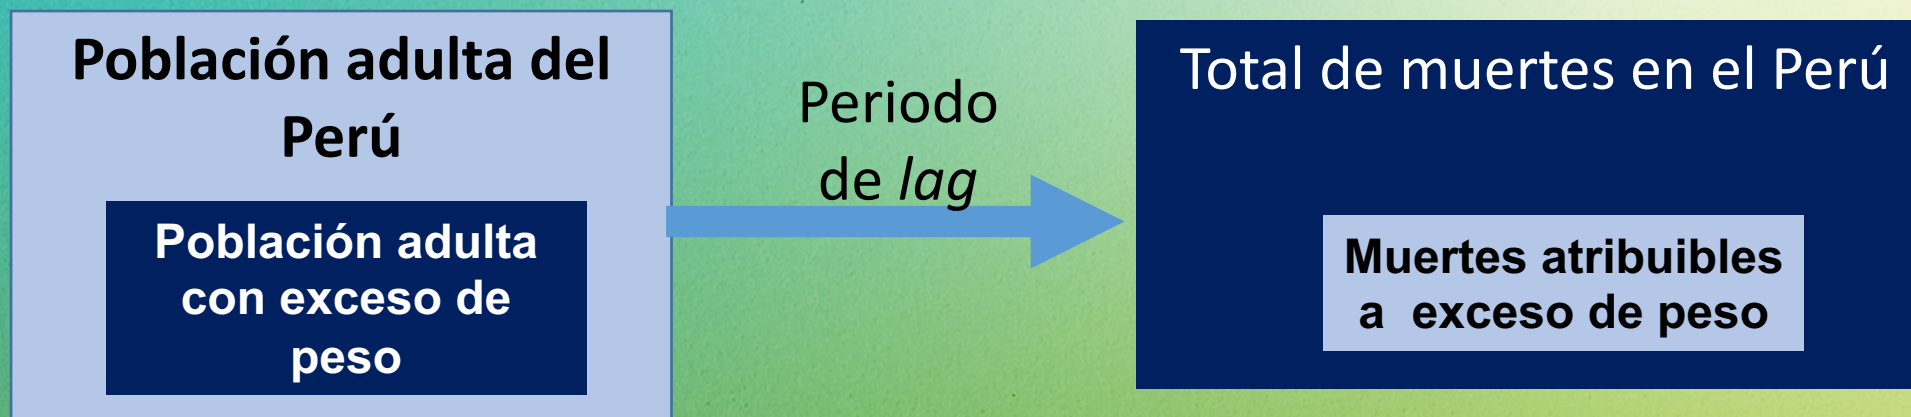 Población adulta del
Perú
Población adulta
con exceso de
peso
Periodo
de lag
Total de muertes en el Perú
Muertes atribuibles
a  exceso de peso